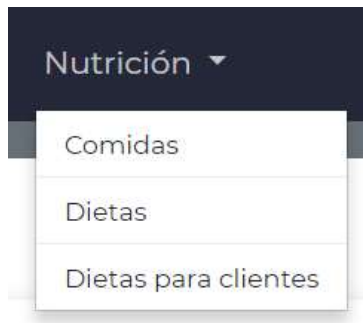 Nutrición
Comidas
Dietas
Dietas para clientes